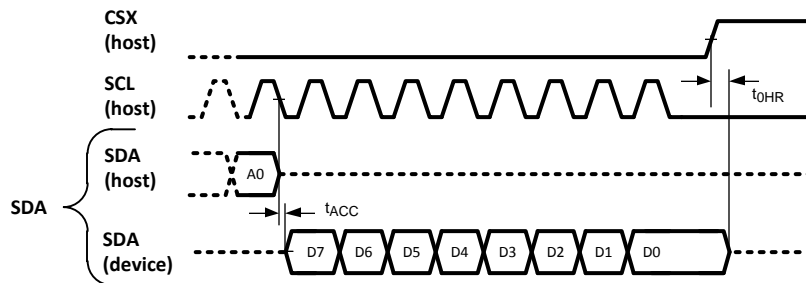 CSX
(host)
SCL
(host)
t0HR
SDA
(host)
A0
SDA
tACC
SDA
(device)
D7 D6 D5 D4 D3 D2 D1 D0